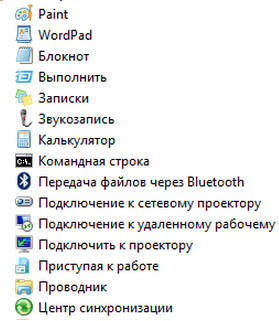 Paint
WordPad
Блокнот
Выполнить
Записки
Звукозапись
Калькулятор
Командная строка
Передача файлов через Bluetooth
Подключение к сетевому проектору
Подключение к удаленному рабочему
Подключить к проектору
Приступая к работе
Проводник
Центр синхронизации